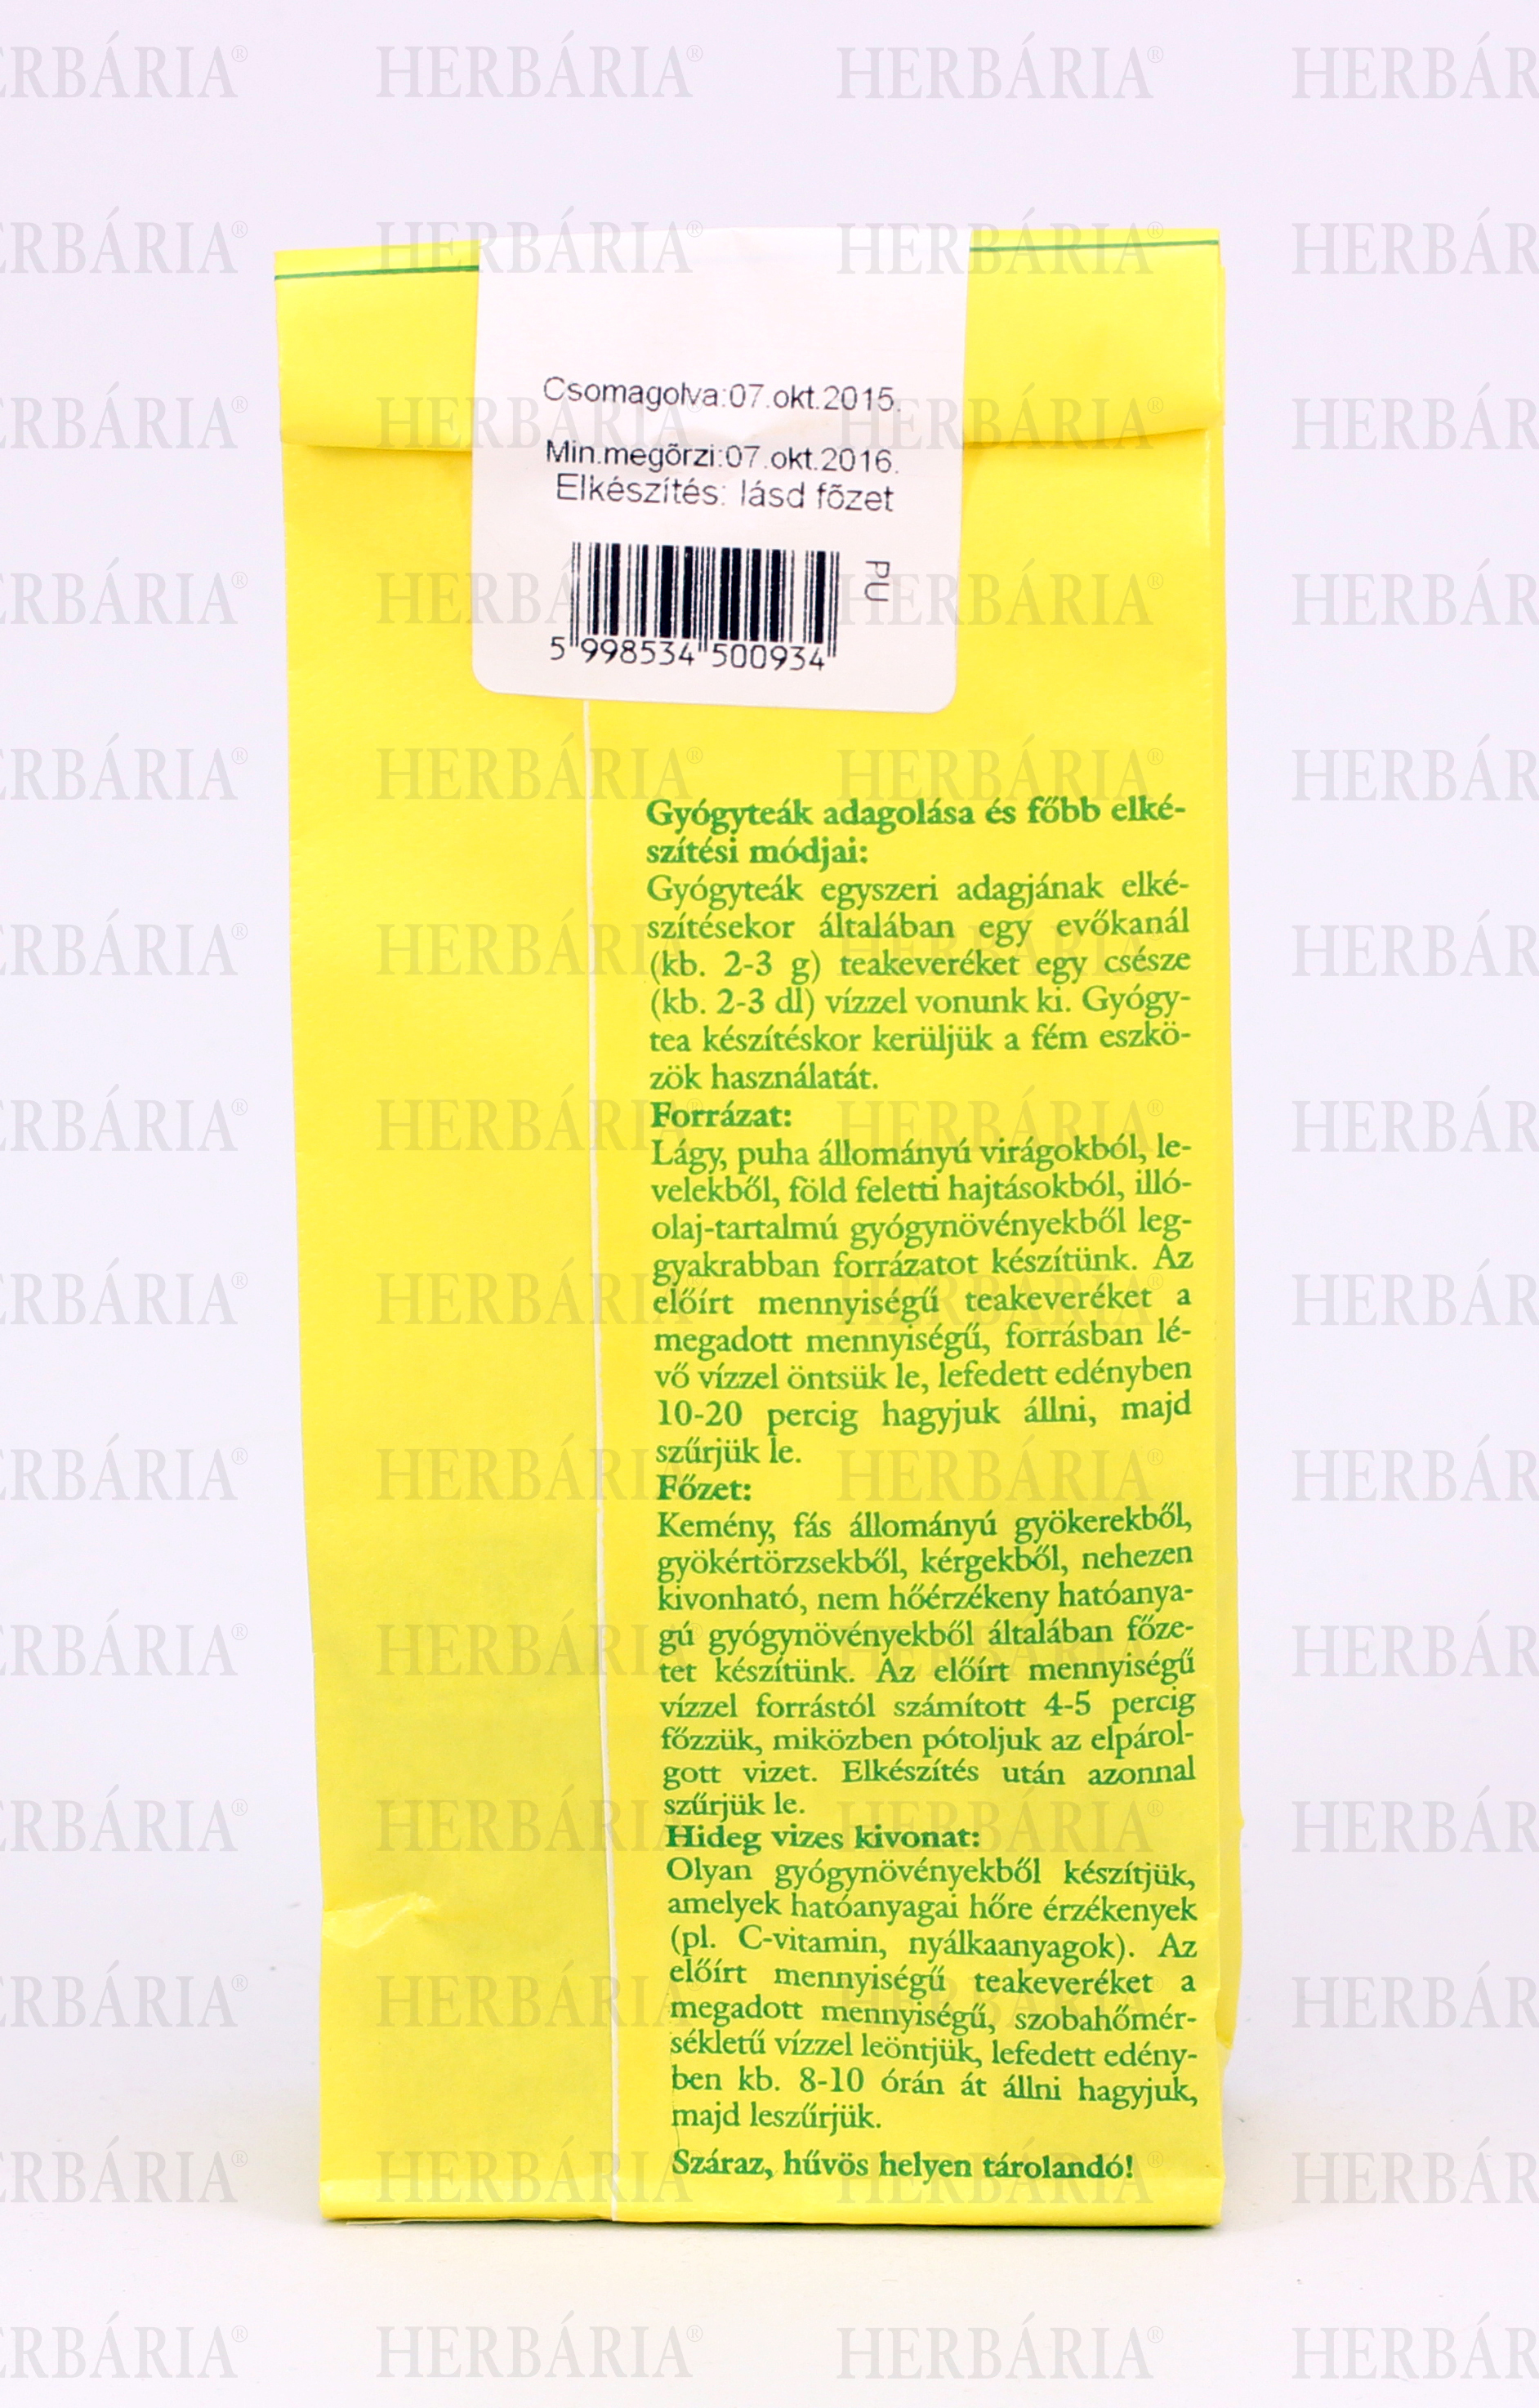 Csomagolva:07.okt.2015.
Min.megõrzi:07.okt.2016.
Elkészítés: lásd fõzet
PU
5 998534 500934
Gyógyteák adagolása és főbb elké-
szítési módjai:
Gyógyteák egyszeri adagjának elké-
szítésekor általában egy evőkanál
(kb. 2-3 g) teakeveréket egy csésze
(kb. 2-3 dl) vízzel vonunk ki. Gyógy-
tea készítéskor kerüljük a fém eszkö-
zök használatát.
Forrázat:
Lágy, puha állományú virágokból, le-
velekből, föld feletti hajtásokból, illó-
olaj-tartalmú gyógynövényekből leg-
gyakrabban forrázatot készítünk. Az
előírt mennyiségű teakeveréket a
megadott mennyiségű, forrásban lé-
vő vízzel öntsük le, lefedett edényben
10-20 percig hagyjuk állni, majd
szűrjük le.
Főzet:
Kemény, fás állományú gyökerekből,
gyökértörzsekből, kérgekből, nehezen
kivonható, nem hőérzékeny hatóanya-
gú gyógynövényekből általában főze-
tet készítünk. Az előírt mennyiségű
vízzel forrástól számított 4-5 percig
főzzük, miközben pótoljuk az elpárol-
gott vizet. Elkészítés után azonnal
szűrjük le.
Hideg vizes kivonat:
Olyan gyógynövényekből készítjük,
amelyek hatóanyagai hőre érzékenyek
(pl. C-vitamin, nyálkaanyagok). Az
előírt mennyiségű teakeveréket a
megadott mennyiségű, szobahőmér-
sékletű vízzel leöntjük, lefedett edény-
ben kb. 8-10 órán át állni hagyjuk,
majd leszűrjük.
Száraz, hűvös helyen tárolandó!
HERBÁRIA®